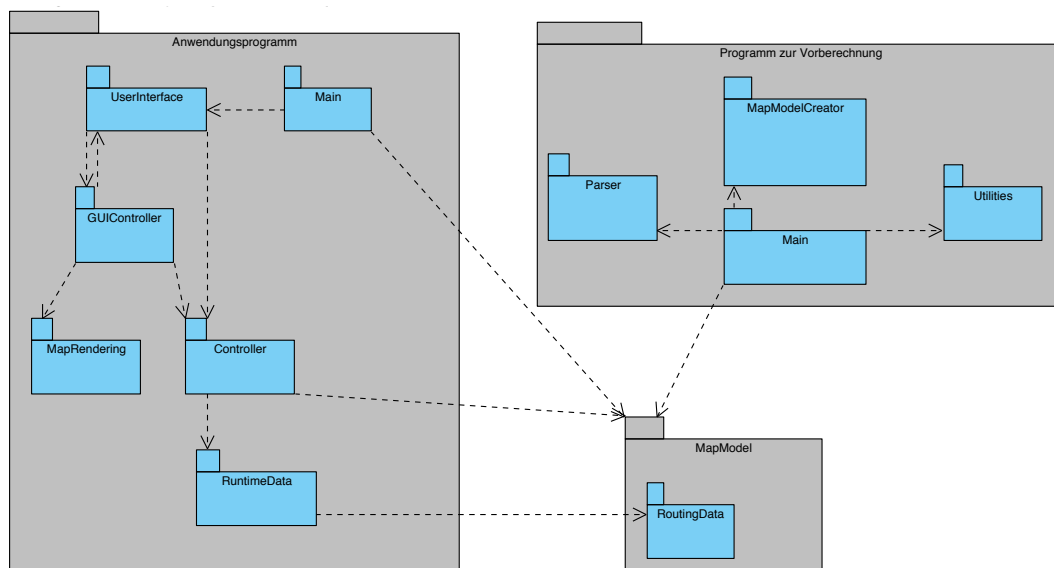 Anwendungsprogramm
UserInterface
Main
GUIController
MapRendering
Controller
RuntimeData
Programm zur Vorberechnung
MapModelCreator
Parser
Utilities
Main
MapModel
RoutingData